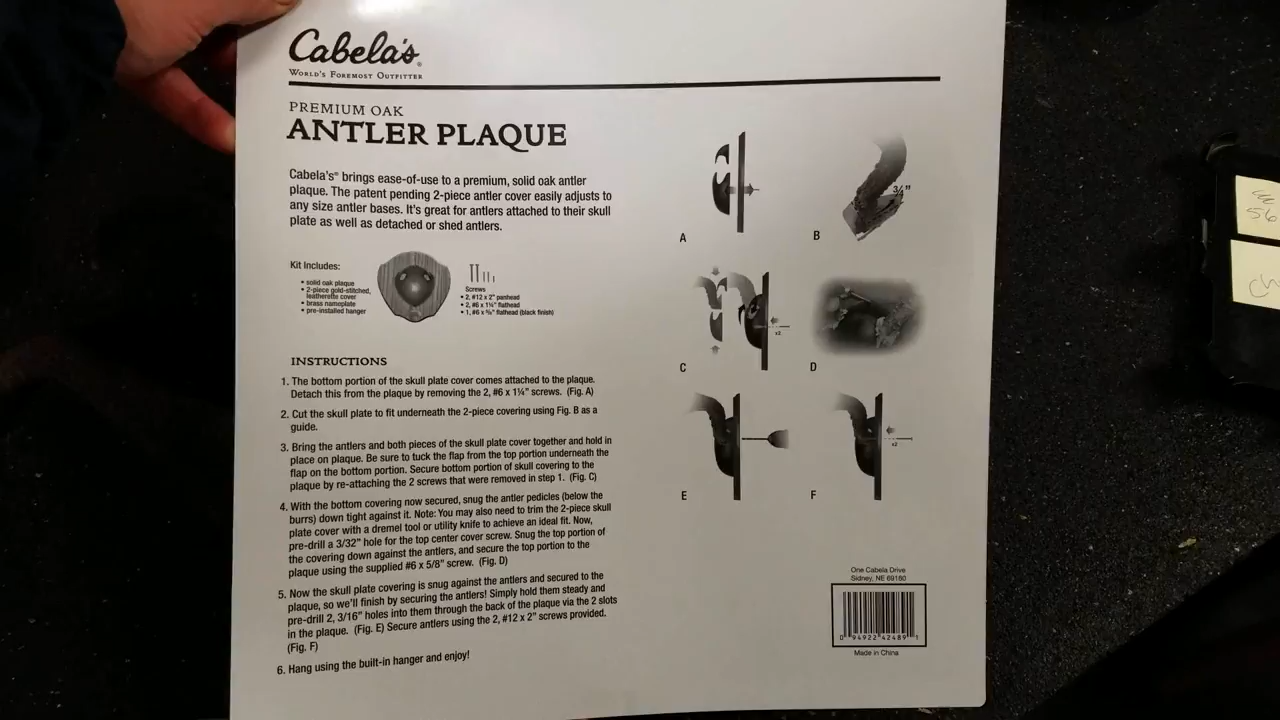 Cabela's®
WORLD'S FOREMOST OUTFITTER
PREMIUM OAK
ANTLER PLAQUE
Cabela's® brings ease-of-use to a premium, solid oak antler
plaque. The patent pending 2-piece antler cover easily adjusts to
any size antler bases. It's great for antlers attached to their skull
plate as well as detached or shed antlers.
Kit Includes:
• solid oak plaque
• 2-piece gold-stitched,
leatherette cover
• brass nameplate
• pre-installed hanger
Screws
• 2, #12 x 2" panhead
• 2, #6 x 1¼" flathead
• 1, #6 x ⅝" flathead (black finish)
INSTRUCTIONS
1. The bottom portion of the skull plate cover comes attached to the plaque.
Detach this from the plaque by removing the 2, #6 x 1¼" screws. (Fig. A)
2. Cut the skull plate to fit underneath the 2-piece covering using Fig. B as a
guide.
3. Bring the antlers and both pieces of the skull plate cover together and hold in
place on plaque. Be sure to tuck the flap from the top portion underneath the
flap on the bottom portion. Secure bottom portion of skull covering to the
plaque by re-attaching the 2 screws that were removed in step 1. (Fig. C)
4. With the bottom covering now secured, snug the antler pedicles (below the
burrs) down tight against it. Note: You may also need to trim the 2-piece skull
plate cover with a dremel tool or utility knife to achieve an ideal fit. Now,
pre-drill a 3/32" hole for the top center cover screw. Snug the top portion of
the covering down against the antlers, and secure the top portion to the
plaque using the supplied #6 x 5/8" screw. (Fig. D)
5. Now the skull plate covering is snug against the antlers and secured to the
plaque, so we'll finish by securing the antlers! Simply hold them steady and
pre-drill 2, 3/16" holes into them through the back of the plaque via the 2 slots
in the plaque. (Fig. E) Secure antlers using the 2, #12 x 2" screws provided.
(Fig. F)
6. Hang using the built-in hanger and enjoy!
A
¾"
B
x2
C
D
E
x2
F
One Cabela Drive
Sidney, NE 69160
0 94922 42489 1
Made in China
56